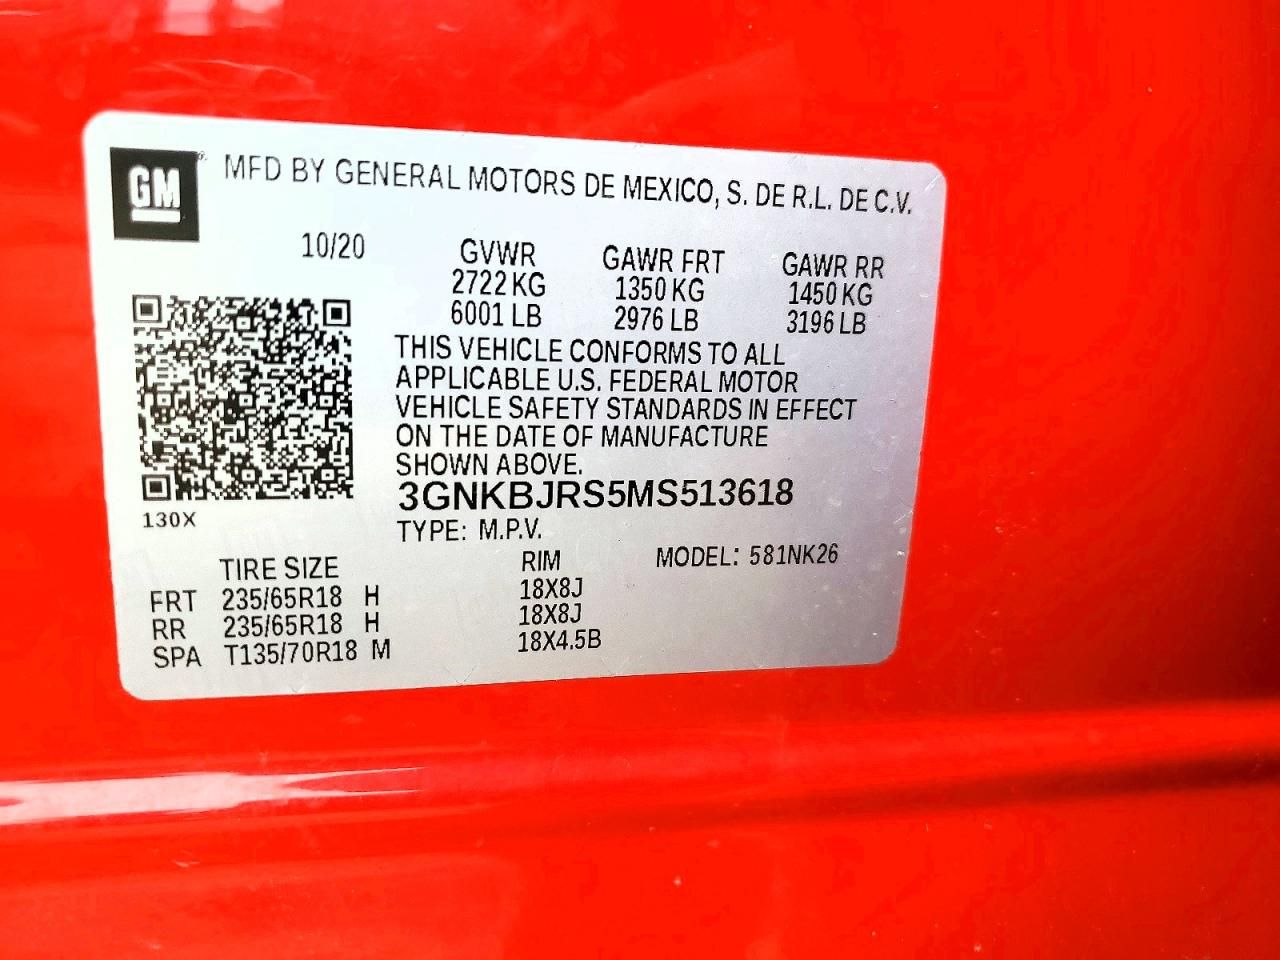 GM MFD BY GENERAL MOTORS DE MEXICO, S. DE R.L. DE C.V.
10/20 GVWR GAWR FRT GAWR RR
2722 KG 1350 KG 1450 KG
6001 LB 2976 LB 3196 LB
THIS VEHICLE CONFORMS TO ALL
APPLICABLE U.S. FEDERAL MOTOR
VEHICLE SAFETY STANDARDS IN EFFECT
ON THE DATE OF MANUFACTURE
SHOWN ABOVE.
3GNKBJRS5MS513618
130X
TYPE: M.P.V.
TIRE SIZE RIM MODEL: 581NK26
FRT 235/65R18 H 18X8J
RR 235/65R18 H 18X8J
SPA T135/70R18 M 18X4.5B